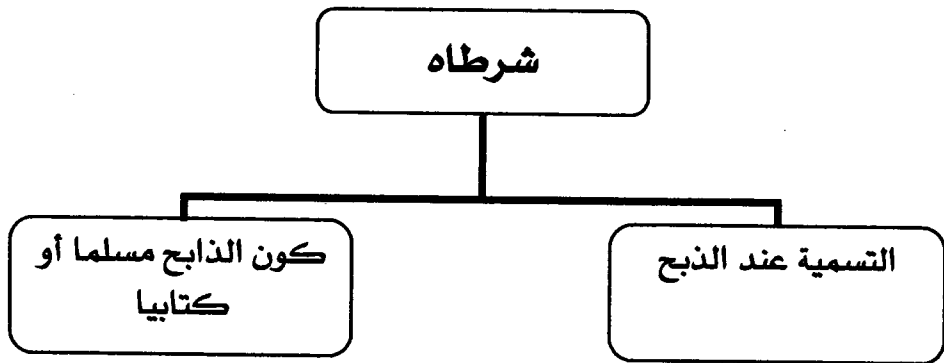 شرطاه
التسمية عند الذبح
كون الذابح مسلما أو
كتابيا